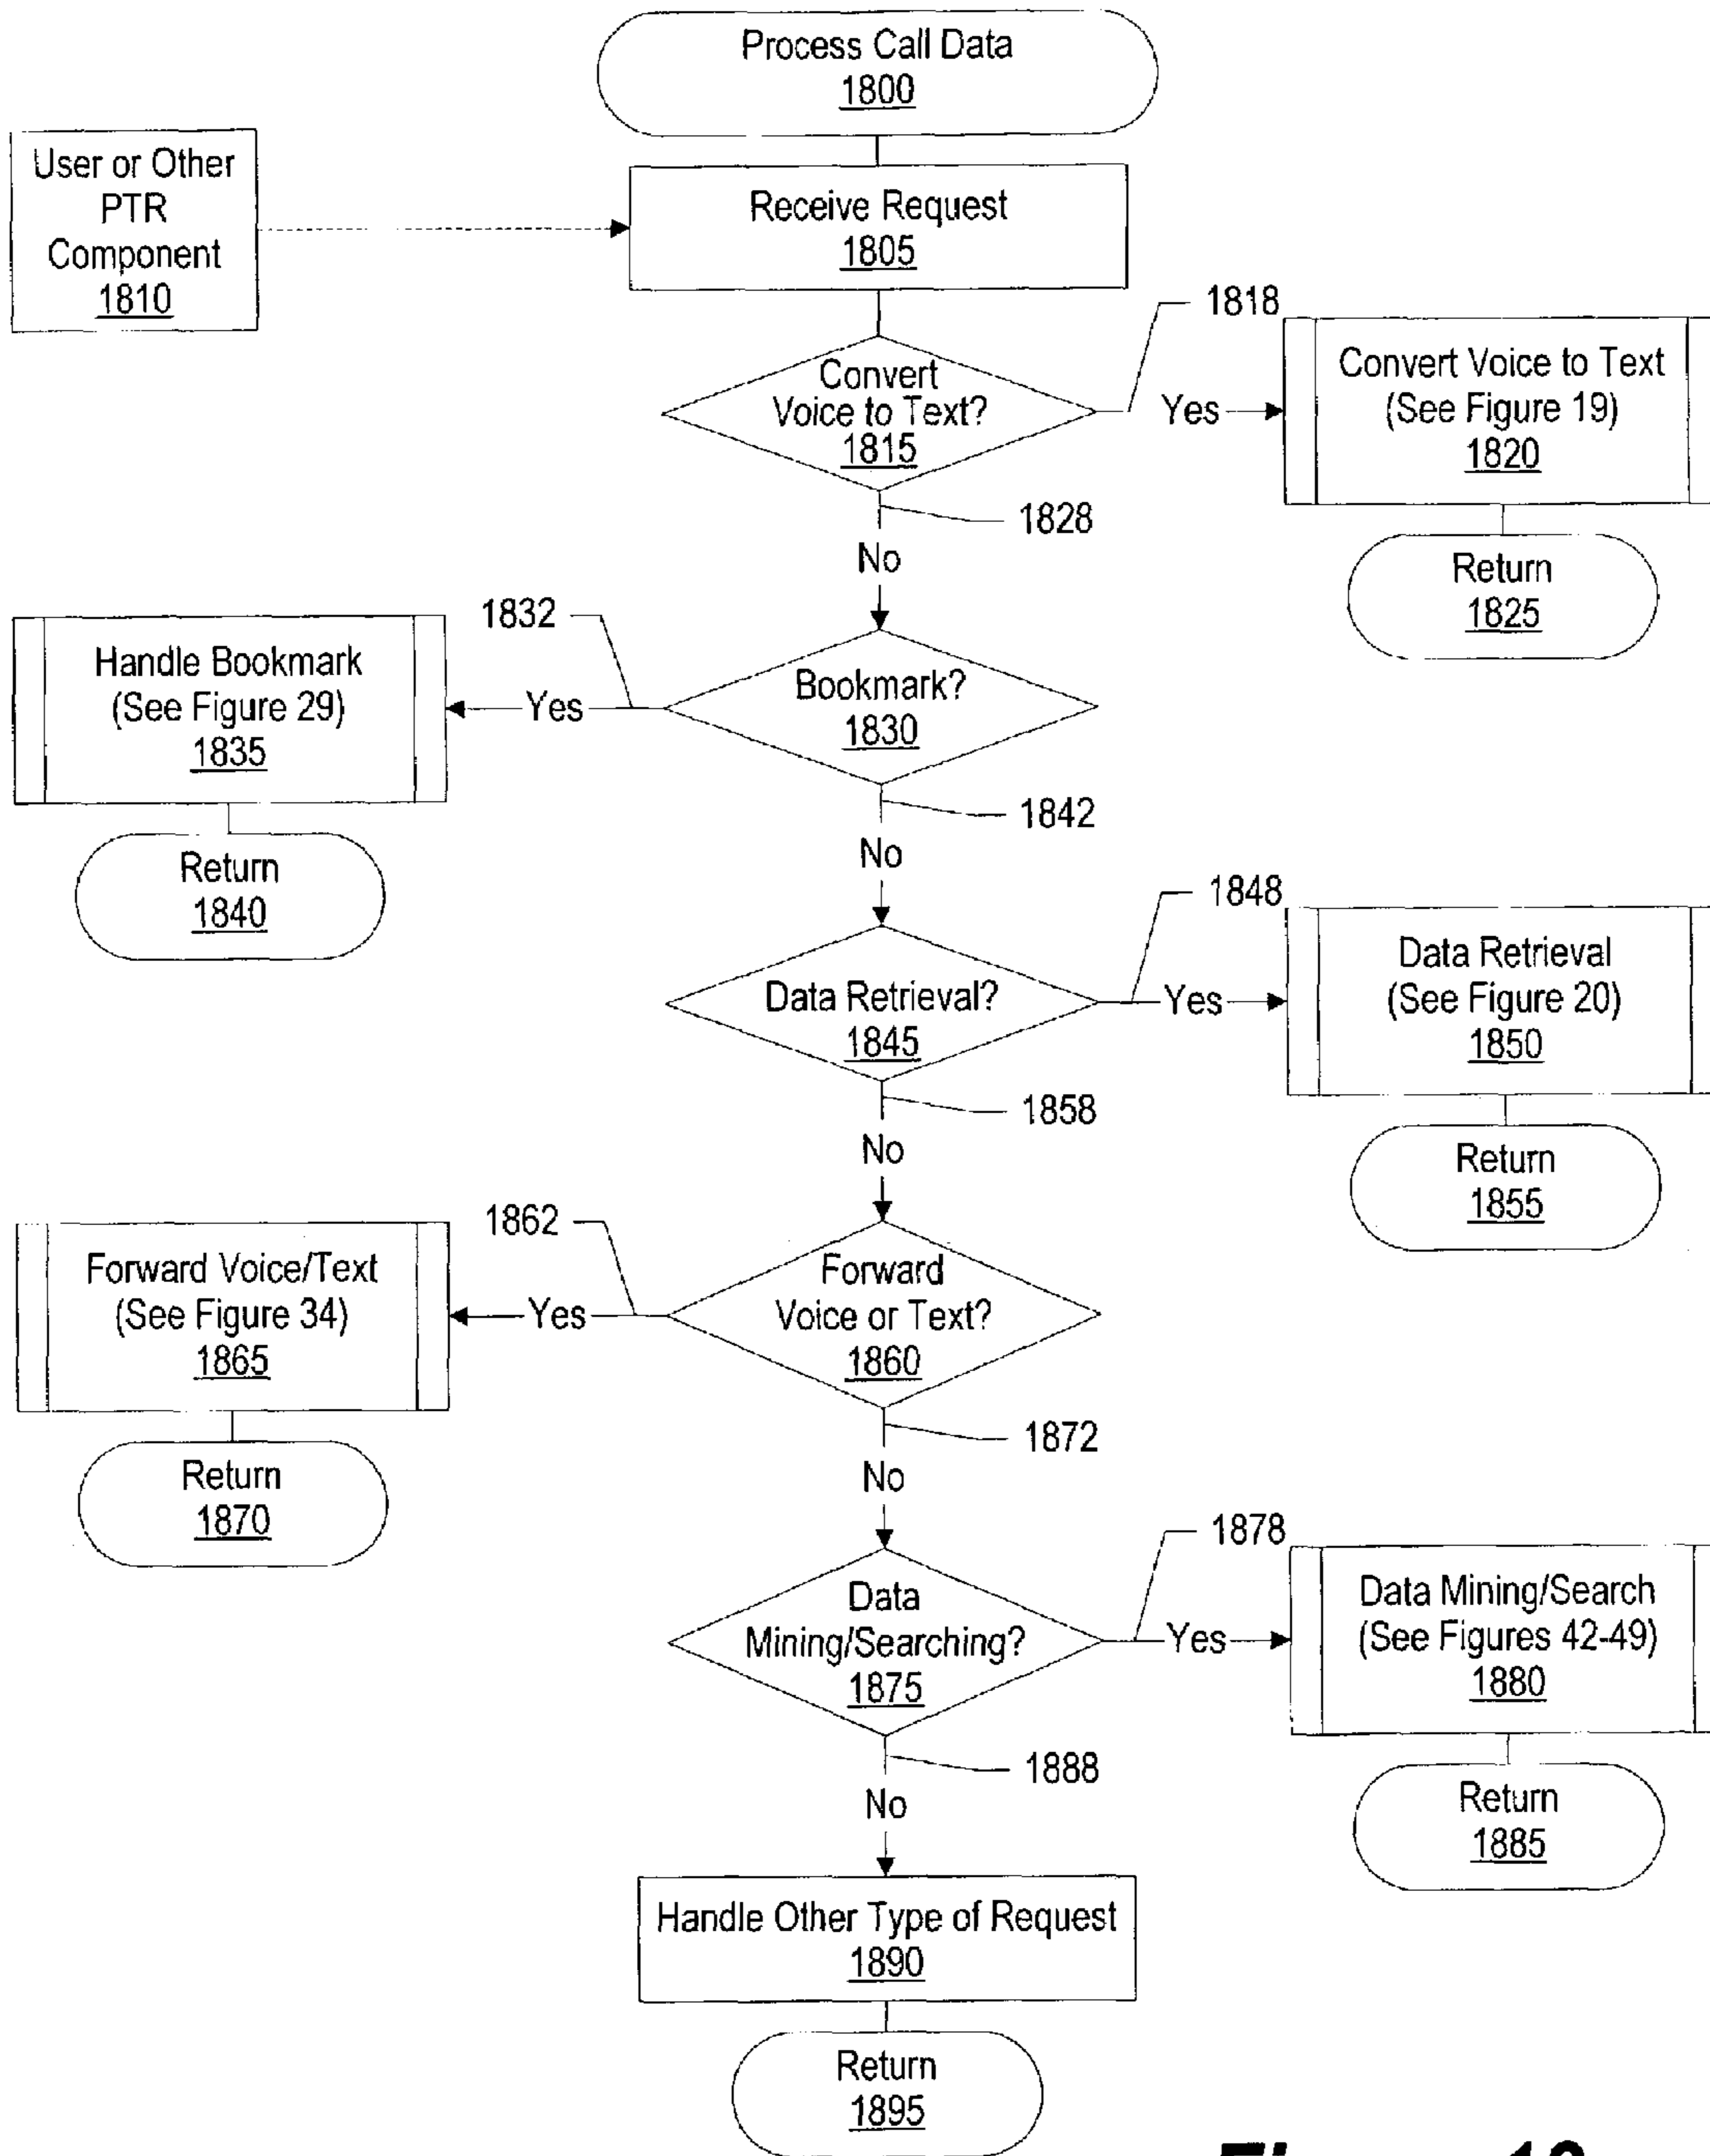 Process Call Data
1800
User or Other
PTR
Component
1810
Receive Request
1805
1818
Convert
Voice to Text?
1815
Yes
Convert Voice to Text
(See Figure 19)
1820
1828
No
Return
1825
1832
Handle Bookmark
(See Figure 29)
1835
Yes
Bookmark?
1830
1842
No
Return
1840
1848
Data Retrieval?
1845
Yes
Data Retrieval
(See Figure 20)
1850
1858
No
Return
1855
1862
Forward Voice/Text
(See Figure 34)
1865
Yes
Forward
Voice or Text?
1860
1872
No
Return
1870
1878
Data
Mining/Searching?
1875
Yes
Data Mining/Search
(See Figures 42-49)
1880
1888
No
Return
1885
Handle Other Type of Request
1890
Return
1895